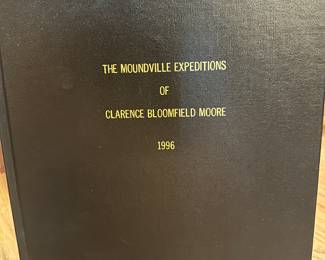 THE MOUNDVILLE EXPEDITIONS
OF
CLARENCE BLOOMFIELD MOORE
1996